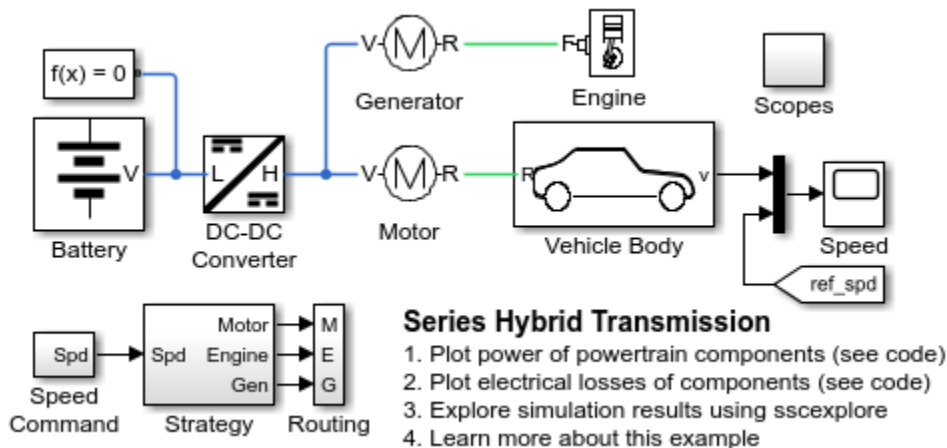 f(x) = 0
V
Battery
L
H
DC-DC
Converter
V
M
R
Generator
F
Engine
V
M
R
Motor
R
v
Vehicle Body
Scopes
Speed
ref_spd
Spd
Speed
Command
Spd
Motor
Engine
Gen
Strategy
M
E
G
Routing
Series Hybrid Transmission
1. Plot power of powertrain components (see code)
2. Plot electrical losses of components (see code)
3. Explore simulation results using sscexplore
4. Learn more about this example